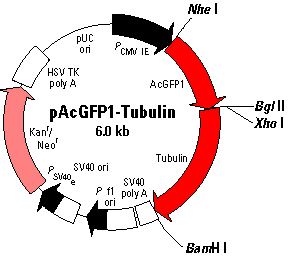 Nhe I
pUC
ori
P CMV IE
HSV TK
poly A
AcGFP1
pAcGFP1-Tubulin
6.0 kb
Bgl II
Xho I
Kanr/
Neor
Tubulin
SV40 ori
PSV40e
P
f1
ori
SV40
poly A
BamH I